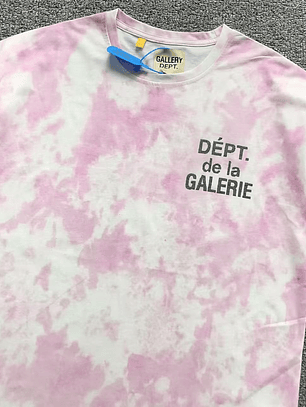 GALLERY
DEPT.
DÉPT.
de la
GALERIE